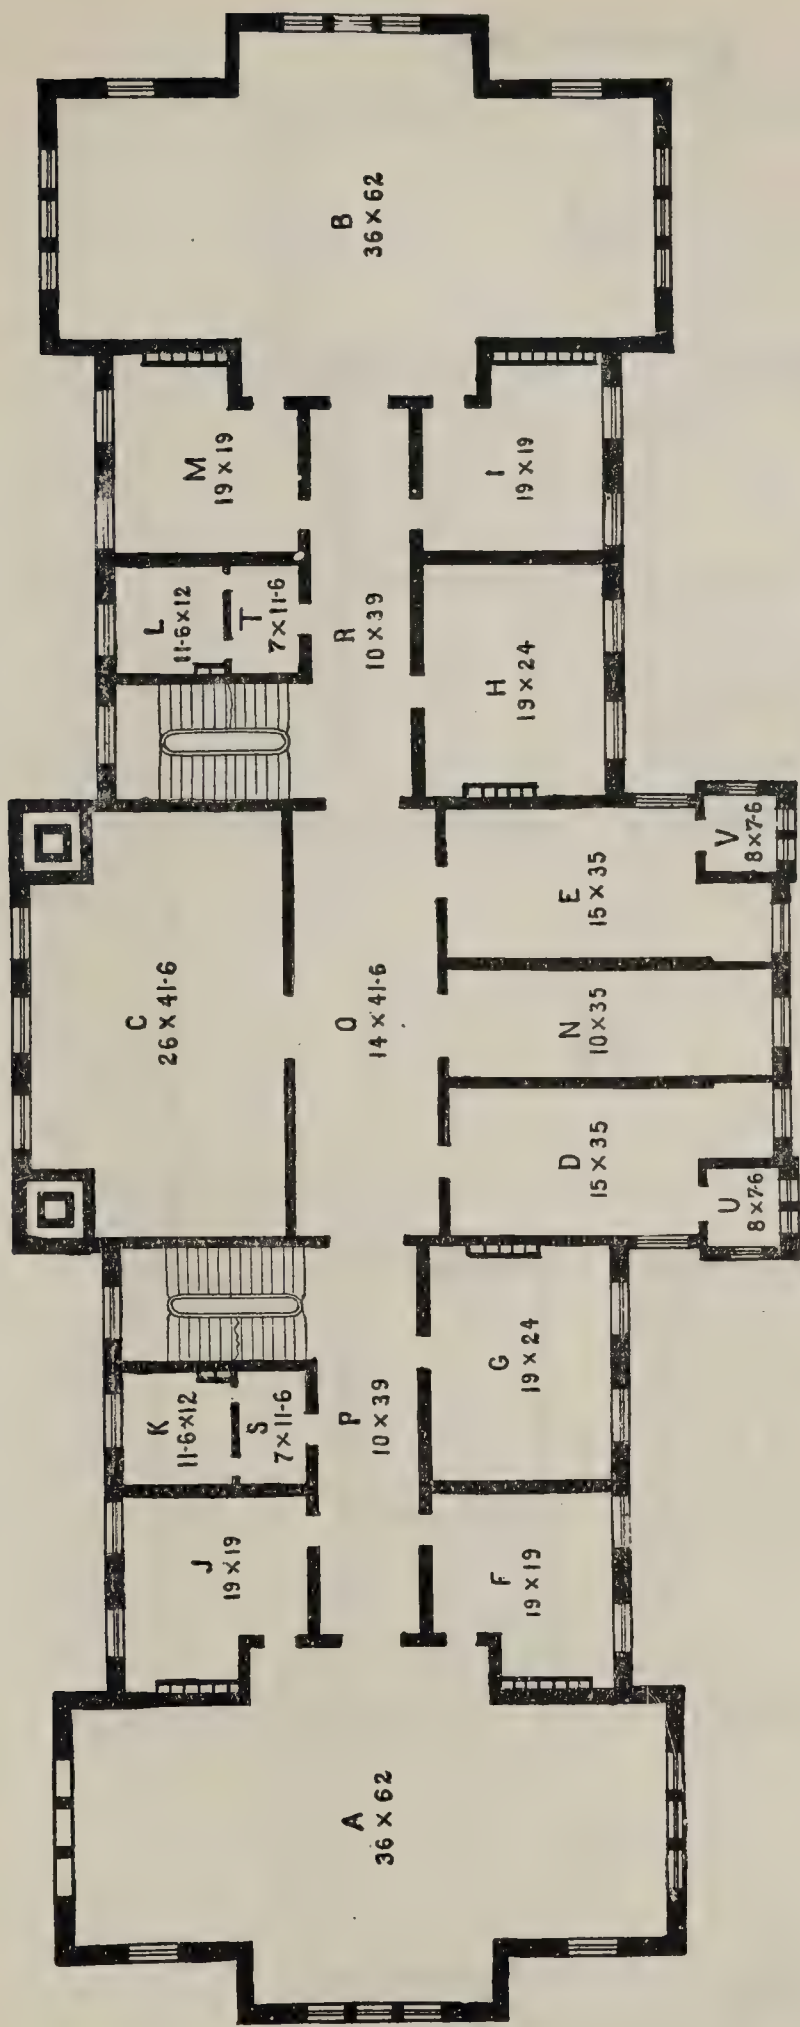 B
36 × 62
M
19 × 19
I
19 × 19
L
11-6 × 12
T
7 × 11-6
R
10 × 39
H
19 × 24
V
8 × 7-6
E
15 × 35
C
26 × 41-6
O
14 × 41-6
N
10 × 35
D
15 × 35
U
8 × 7-6
G
19 × 24
K
11-6 × 12
S
7 × 11-6
P
10 × 39
J
19 × 19
F
19 × 19
A
36 × 62